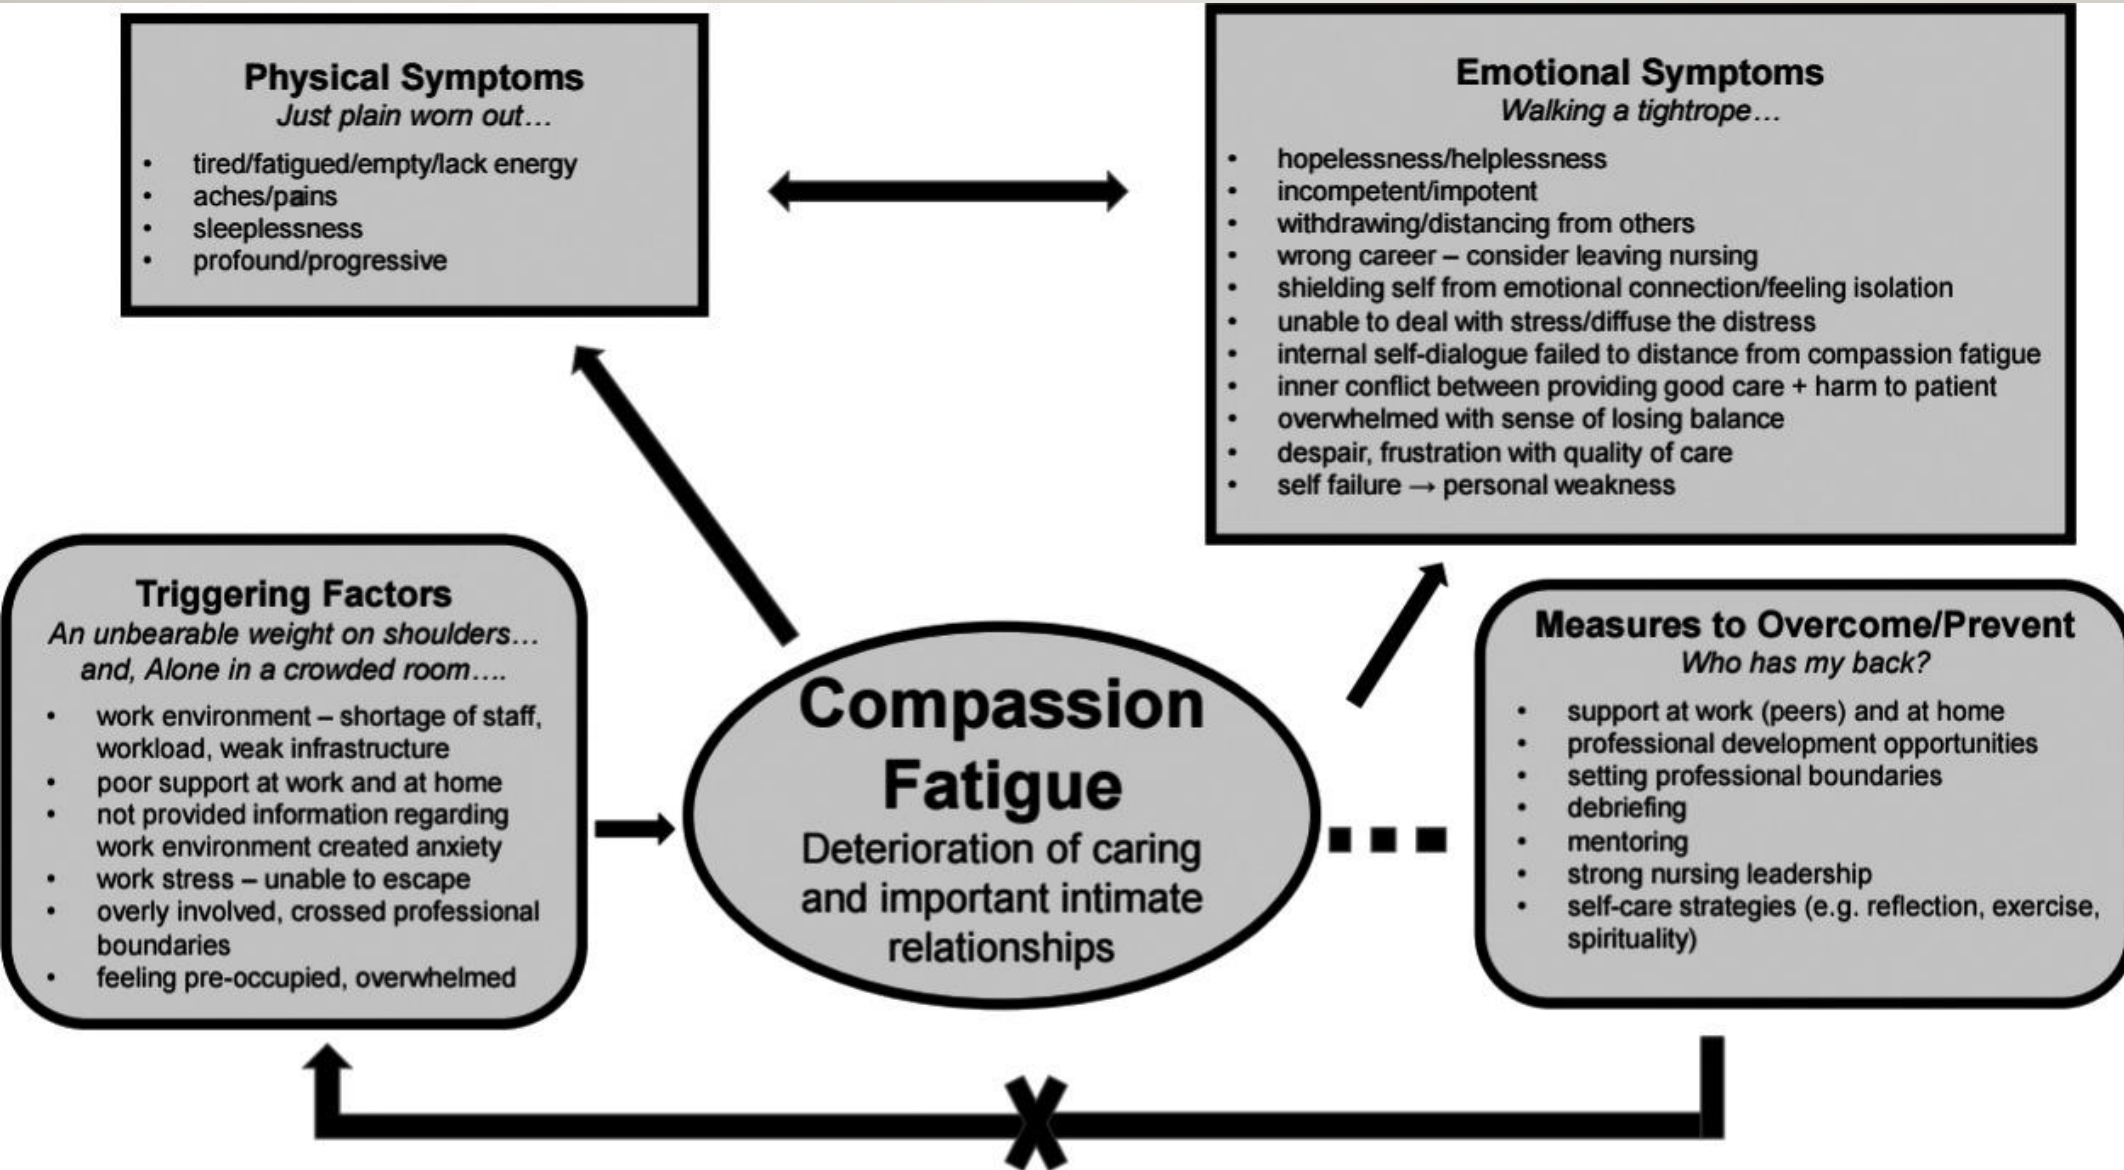 Physical Symptoms
Just plain worn out…
• tired/fatigued/empty/lack energy
• aches/pains
• sleeplessness
• profound/progressive
Emotional Symptoms
Walking a tightrope…
• hopelessness/helplessness
• incompetent/impotent
• withdrawing/distancing from others
• wrong career – consider leaving nursing
• shielding self from emotional connection/feeling isolation
• unable to deal with stress/diffuse the distress
• internal self-dialogue failed to distance from compassion fatigue
• inner conflict between providing good care + harm to patient
• overwhelmed with sense of losing balance
• despair, frustration with quality of care
• self failure → personal weakness
Triggering Factors
An unbearable weight on shoulders…
and, Alone in a crowded room….
• work environment – shortage of staff,
workload, weak infrastructure
• poor support at work and at home
• not provided information regarding
work environment created anxiety
• work stress – unable to escape
• overly involved, crossed professional
boundaries
• feeling pre-occupied, overwhelmed
Compassion
Fatigue
Deterioration of caring
and important intimate
relationships
Measures to Overcome/Prevent
Who has my back?
• support at work (peers) and at home
• professional development opportunities
• setting professional boundaries
• debriefing
• mentoring
• strong nursing leadership
• self-care strategies (e.g. reflection, exercise,
spirituality)